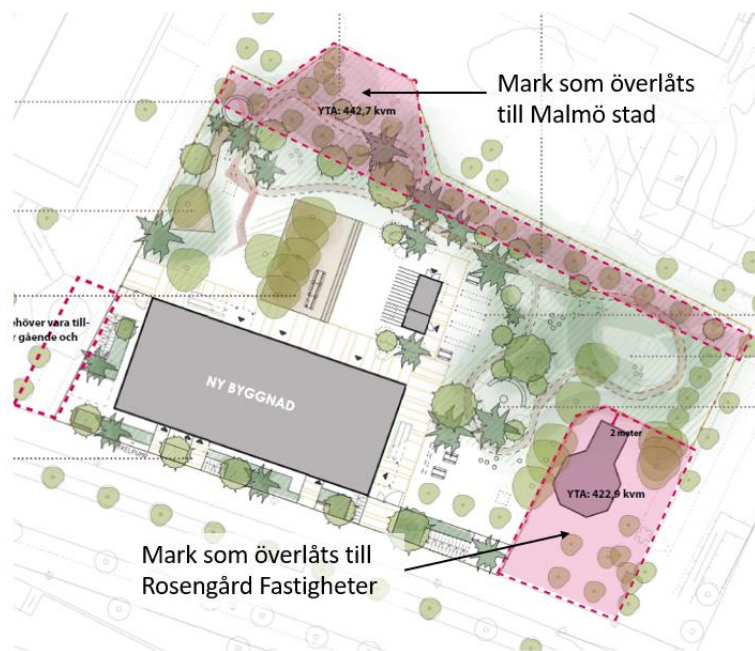 Mark som överlåts
till Malmö stad
YTA: 442,7 kvm
höver vara till-
gående och
NY BYGGNAD
2 meter
YTA: 422,9 kvm
Mark som överlåts till
Rosengård Fastigheter